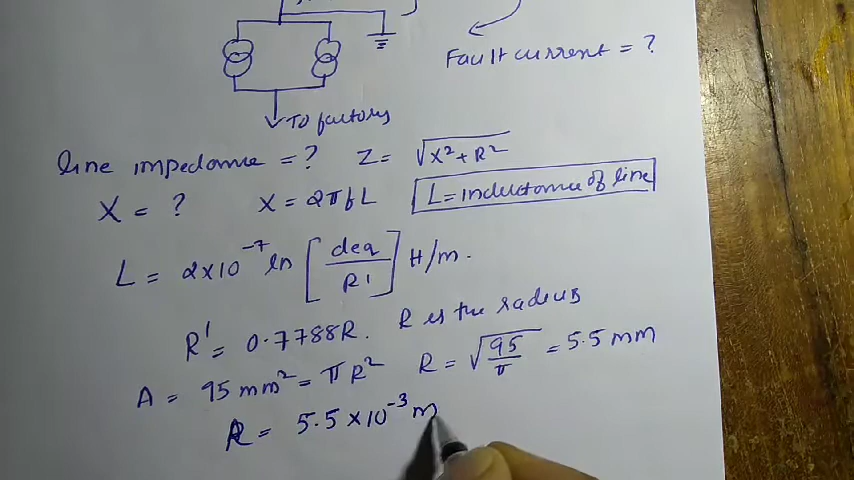 Fault current = ?
To factory
line impedance = ? Z = √X² + R²
X = ? X = 2πfL L = inductance of line
L = 2×10⁻⁷ ln [deq / R'] H/m.
R' = 0.7788R. R is the radius
A = 95 mm² = πR² R = √95/π = 5.5 mm
R = 5.5×10⁻³ m